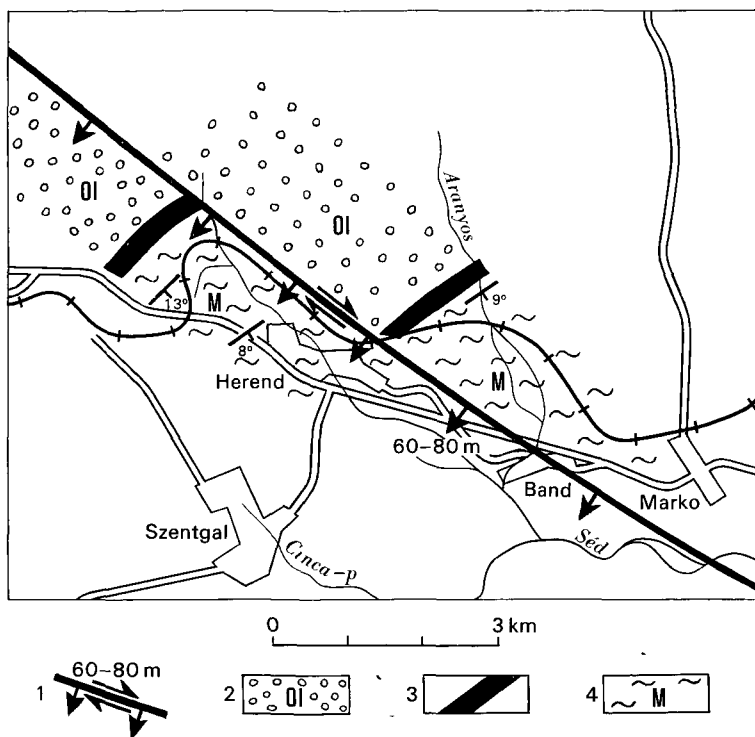 Ol
Ol
Aranyos
13°
M
9°
8°
M
Herend
60–80 m
Band
Marko
Szentgal
Séd
Cinca-p
0 3 km
60–80 m
1
2 Ol
3
4 M